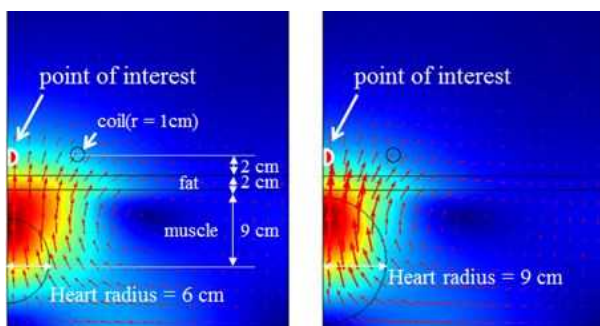 point of interest
coil(r = 1cm)
2 cm
fat
2 cm
muscle
9 cm
Heart radius = 6 cm
point of interest
Heart radius = 9 cm